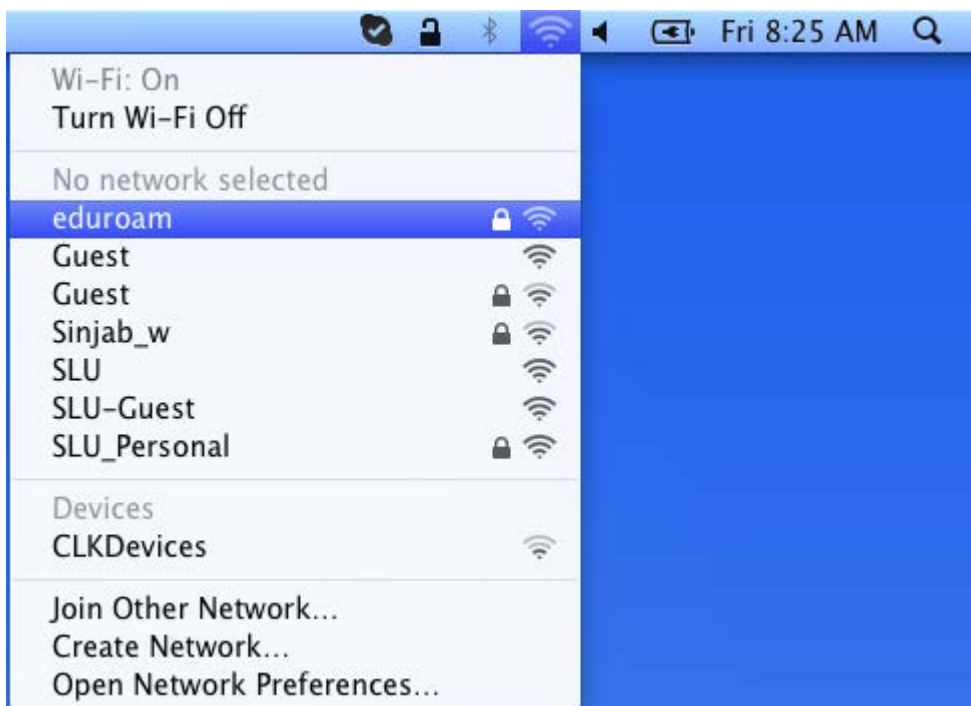 Fri 8:25 AM
Wi-Fi: On
Turn Wi-Fi Off
No network selected
eduroam
Guest
Guest
Sinjab_w
SLU
SLU-Guest
SLU_Personal
Devices
CLKDevices
Join Other Network...
Create Network...
Open Network Preferences...